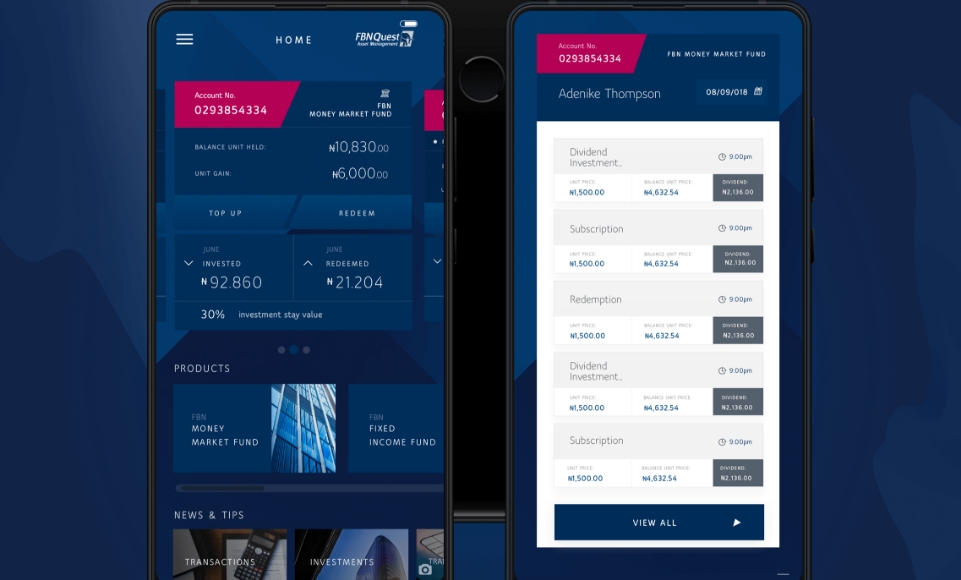 HOME
FBNQuest
Asset Management
Account No.
0293854334
FBN
MONEY MARKET FUND
BALANCE UNIT HELD:
₦10,830.00
UNIT GAIN:
₦6,000.00
TOP UP
REDEEM
JUNE
INVESTED
₦92.860
JUNE
REDEEMED
₦21.204
30% investment stay value
PRODUCTS
FBN
MONEY
MARKET FUND
FBN
FIXED
INCOME FUND
NEWS & TIPS
TRANSACTIONS
INVESTMENTS
Account No.
0293854334
FBN MONEY MARKET FUND
Adenike Thompson
08/09/018
Dividend
Investment..
9:00pm
UNIT PRICE:
₦1,500.00
BALANCE UNIT PRICE:
₦4,632.54
DIVIDEND:
₦2,136.00
Subscription
9:00pm
UNIT PRICE:
₦1,500.00
BALANCE UNIT PRICE:
₦4,632.54
DIVIDEND:
₦2,136.00
Redemption
9:00pm
UNIT PRICE:
₦1,500.00
BALANCE UNIT PRICE:
₦4,632.54
DIVIDEND:
₦2,136.00
Dividend
Investment..
9:00pm
UNIT PRICE:
₦1,500.00
BALANCE UNIT PRICE:
₦4,632.54
DIVIDEND:
₦2,136.00
Subscription
9:00pm
UNIT PRICE:
₦1,500.00
BALANCE UNIT PRICE:
₦4,632.54
DIVIDEND:
₦2,136.00
VIEW ALL